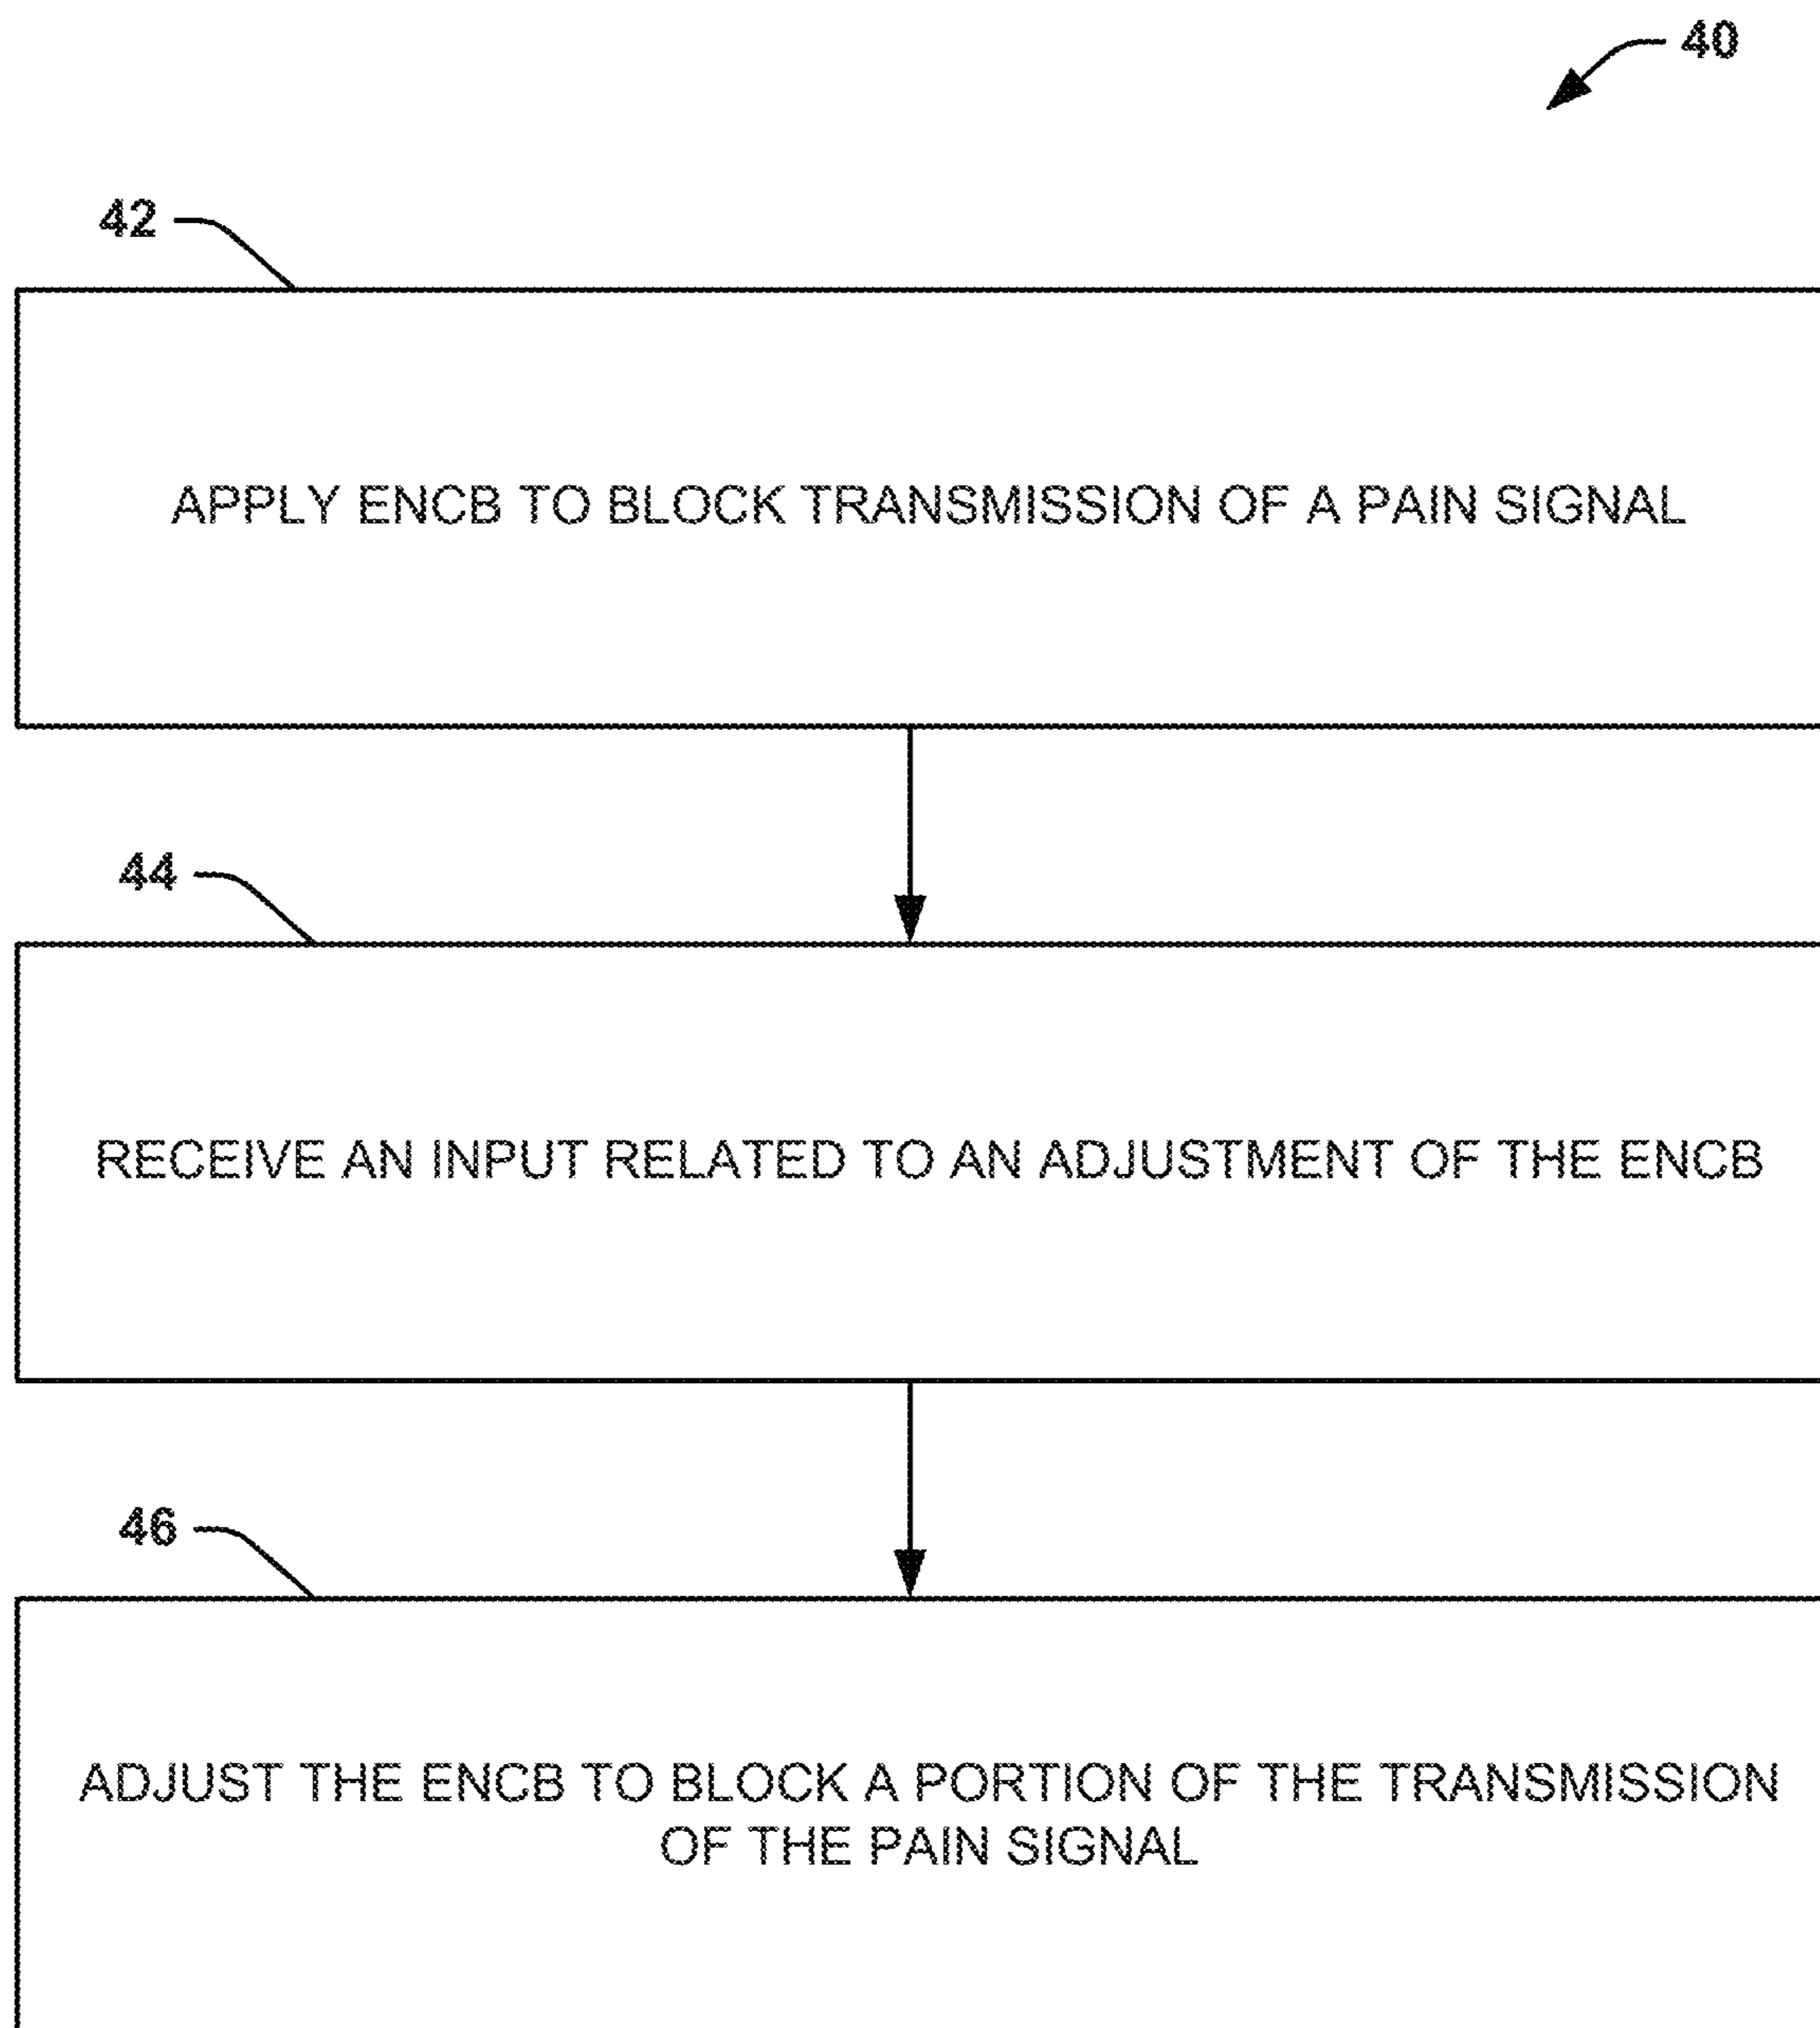 40
42
APPLY ENCB TO BLOCK TRANSMISSION OF A PAIN SIGNAL
44
RECEIVE AN INPUT RELATED TO AN ADJUSTMENT OF THE ENCB
46
ADJUST THE ENCB TO BLOCK A PORTION OF THE TRANSMISSION
OF THE PAIN SIGNAL